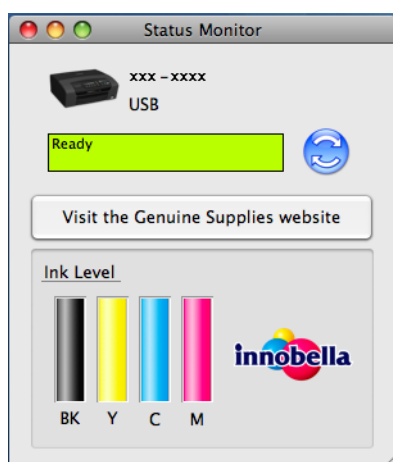 Status Monitor
xxx – xxxx
USB
Ready
Visit the Genuine Supplies website
Ink Level
innobella
BK Y C M